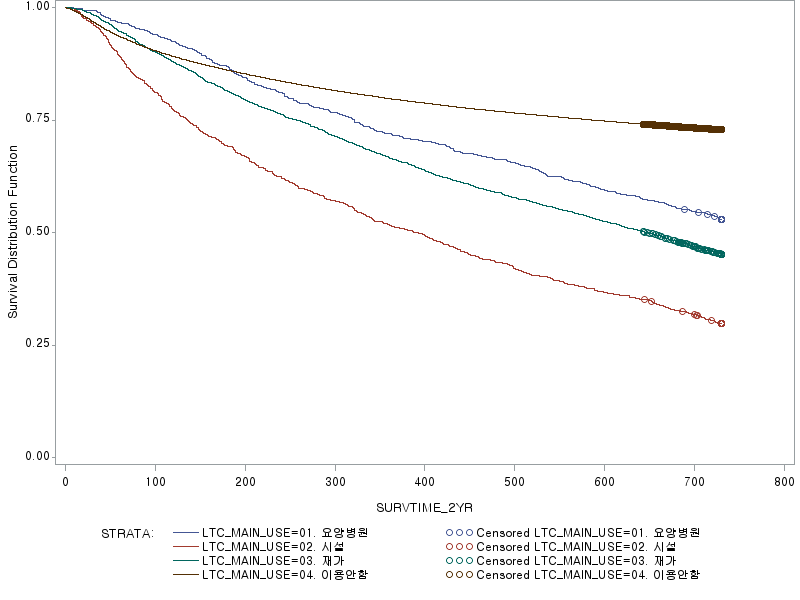 1.00
0.75
0.50
0.25
0.00
Survival Distribution Function
0 100 200 300 400 500 600 700 800
SURVTIME_2YR
STRATA: LTC_MAIN_USE=01. 요양병원 Censored LTC_MAIN_USE=01. 요양병원
LTC_MAIN_USE=02. 시설 Censored LTC_MAIN_USE=02. 시설
LTC_MAIN_USE=03. 재가 Censored LTC_MAIN_USE=03. 재가
LTC_MAIN_USE=04. 이용안함 Censored LTC_MAIN_USE=04. 이용안함